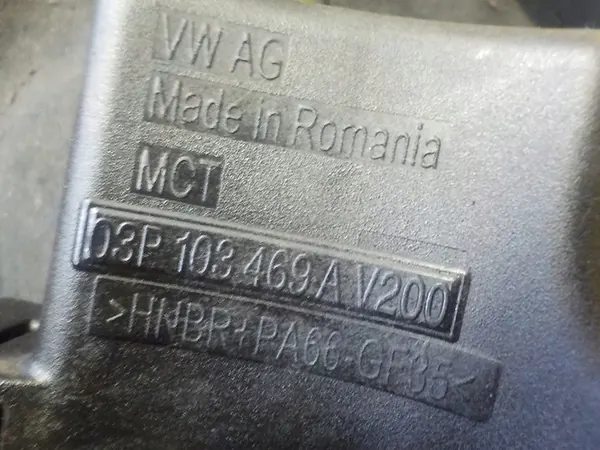 VW AG
Made in Romania
MCT
03P 103 469 A V200
>HNBR+PA66-GF35<